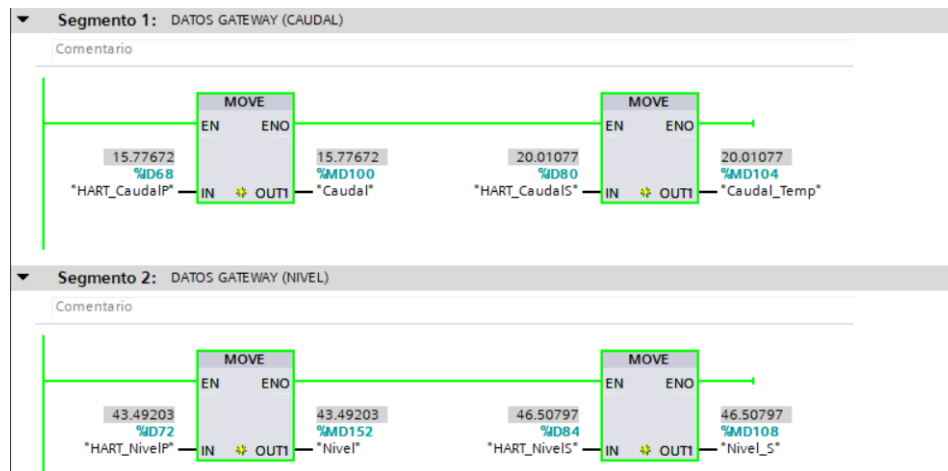 Segmento 1: DATOS GATEWAY (CAUDAL)
Comentario
MOVE MOVE
EN ENO EN ENO
15.77672 15.77672 20.01077 20.01077
%ID68 %MD100 %ID80 %MD104
"HART_CaudalP" IN OUT1 "Caudal" "HART_CaudalS" IN OUT1 "Caudal_Temp"
Segmento 2: DATOS GATEWAY (NIVEL)
Comentario
MOVE MOVE
EN ENO EN ENO
43.49203 43.49203 46.50797 46.50797
%ID72 %MD152 %ID84 %MD108
"HART_NivelP" IN OUT1 "Nivel" "HART_NivelS" IN OUT1 "Nivel_S"